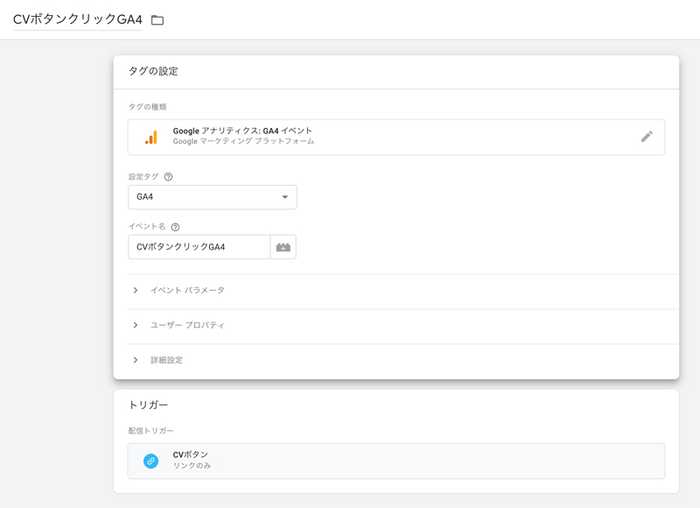 CVボタンクリックGA4
タグの設定
タグの種類
Google アナリティクス: GA4 イベント
Google マーケティング プラットフォーム
設定タグ
GA4
イベント名
CVボタンクリックGA4
イベント パラメータ
ユーザー プロパティ
詳細設定
トリガー
配信トリガー
CVボタン
リンクのみ